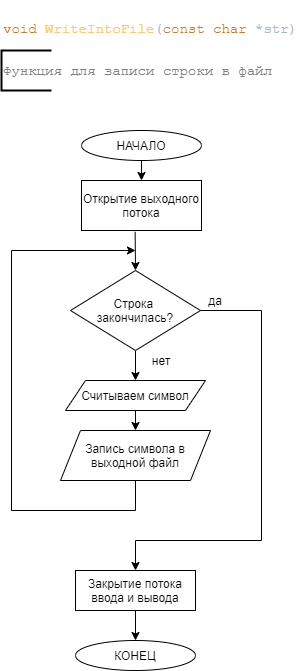 void WriteIntoFile(const char *str)
Функция для записи строки в файл
НАЧАЛО
Открытие выходного
потока
Строка
закончилась?
да
нет
Считываем символ
Запись символа в
выходной файл
Закрытие потока
ввода и вывода
КОНЕЦ